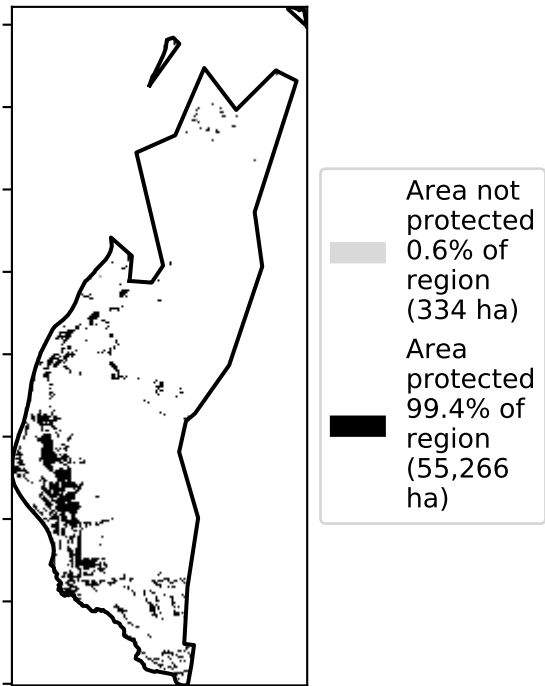 Area not
protected
0.6% of
region
(334 ha)
Area
protected
99.4% of
region
(55,266
ha)